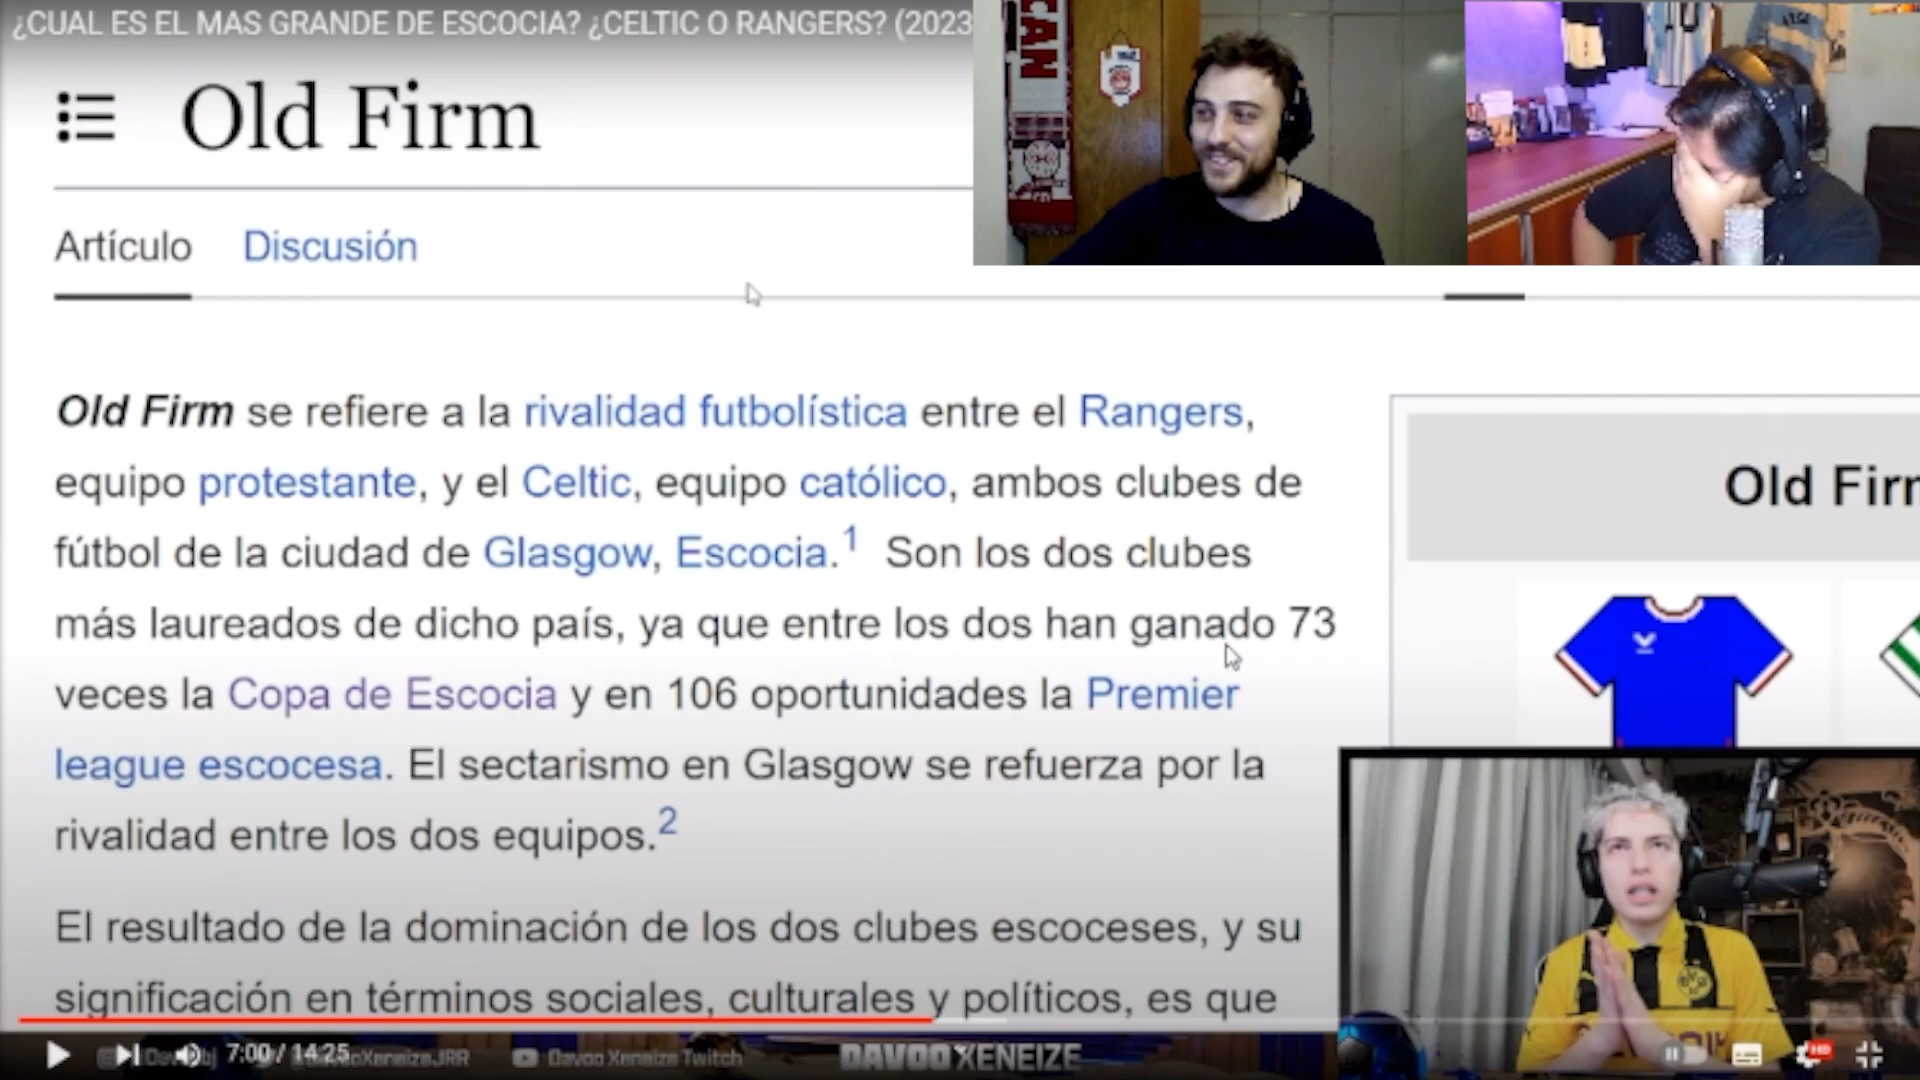 ¿CUAL ES EL MAS GRANDE DE ESCOCIA? ¿CELTIC O RANGERS? (2023
Old Firm
CAN
Artículo Discusión
Old Firm se refiere a la rivalidad futbolística entre el Rangers,
equipo protestante, y el Celtic, equipo católico, ambos clubes de
fútbol de la ciudad de Glasgow, Escocia.1 Son los dos clubes
más laureados de dicho país, ya que entre los dos han ganado 73
veces la Copa de Escocia y en 106 oportunidades la Premier
league escocesa. El sectarismo en Glasgow se refuerza por la
rivalidad entre los dos equipos.2
El resultado de la dominación de los dos clubes escoceses, y su
significación en términos sociales, culturales y políticos, es que
Old Firm
7:00 / 14:25
Davoo Xeneize Twitch
DAVOO XENEIZE
HD